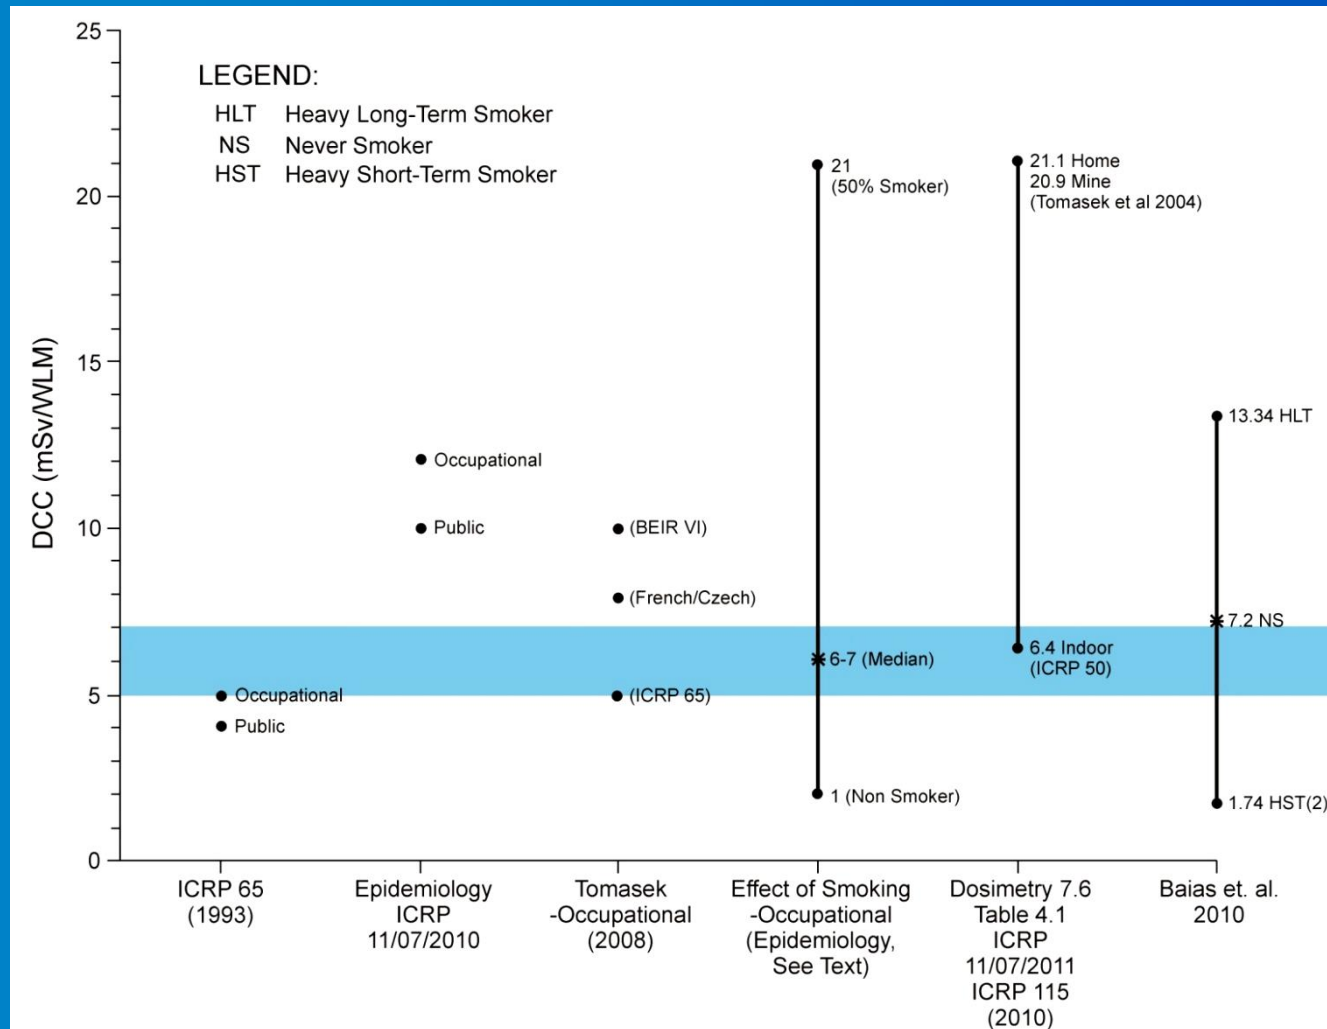 25
20
15
10
5
0
DCC (mSv/WLM)
LEGEND:
HLT Heavy Long-Term Smoker
NS Never Smoker
HST Heavy Short-Term Smoker
Occupational
Public
Occupational
Public
(BEIR VI)
(French/Czech)
(ICRP 65)
21
(50% Smoker)
6-7 (Median)
1 (Non Smoker)
21.1 Home
20.9 Mine
(Tomasek et al 2004)
6.4 Indoor
(ICRP 50)
13.34 HLT
7.2 NS
1.74 HST(2)
ICRP 65
(1993)
Epidemiology
ICRP
11/07/2010
Tomasek
-Occupational
(2008)
Effect of Smoking
-Occupational
(Epidemiology,
See Text)
Dosimetry 7.6
Table 4.1
ICRP
11/07/2011
ICRP 115
(2010)
Baias et. al.
2010